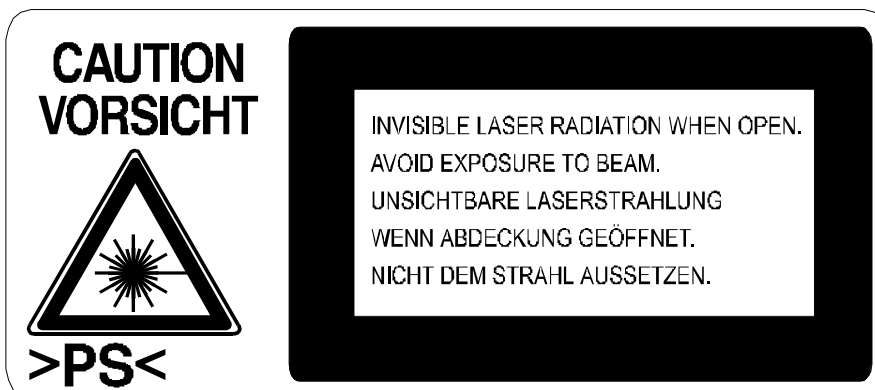 CAUTION
VORSICHT
>PS<
INVISIBLE LASER RADIATION WHEN OPEN.
AVOID EXPOSURE TO BEAM.
UNSICHTBARE LASERSTRAHLUNG
WENN ABDECKUNG GEÖFFNET.
NICHT DEM STRAHL AUSSETZEN.